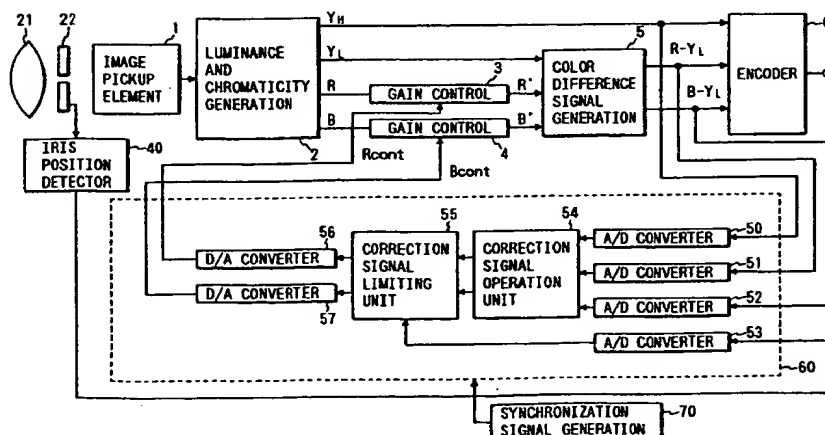 21
22
1
IMAGE
PICKUP
ELEMENT
LUMINANCE
AND
CHROMATICITY
GENERATION
2
YH
YL
R
B
3
GAIN CONTROL
R'
GAIN CONTROL
B'
4
5
COLOR
DIFFERENCE
SIGNAL
GENERATION
R-YL
B-YL
ENCODER
IRIS
POSITION
DETECTOR
40
Rcont
Bcont
56
D/A CONVERTER
D/A CONVERTER
57
55
CORRECTION
SIGNAL
LIMITING
UNIT
54
CORRECTION
SIGNAL
OPERATION
UNIT
50
A/D CONVERTER
51
A/D CONVERTER
52
A/D CONVERTER
53
A/D CONVERTER
60
SYNCHRONIZATION
SIGNAL GENERATION
70